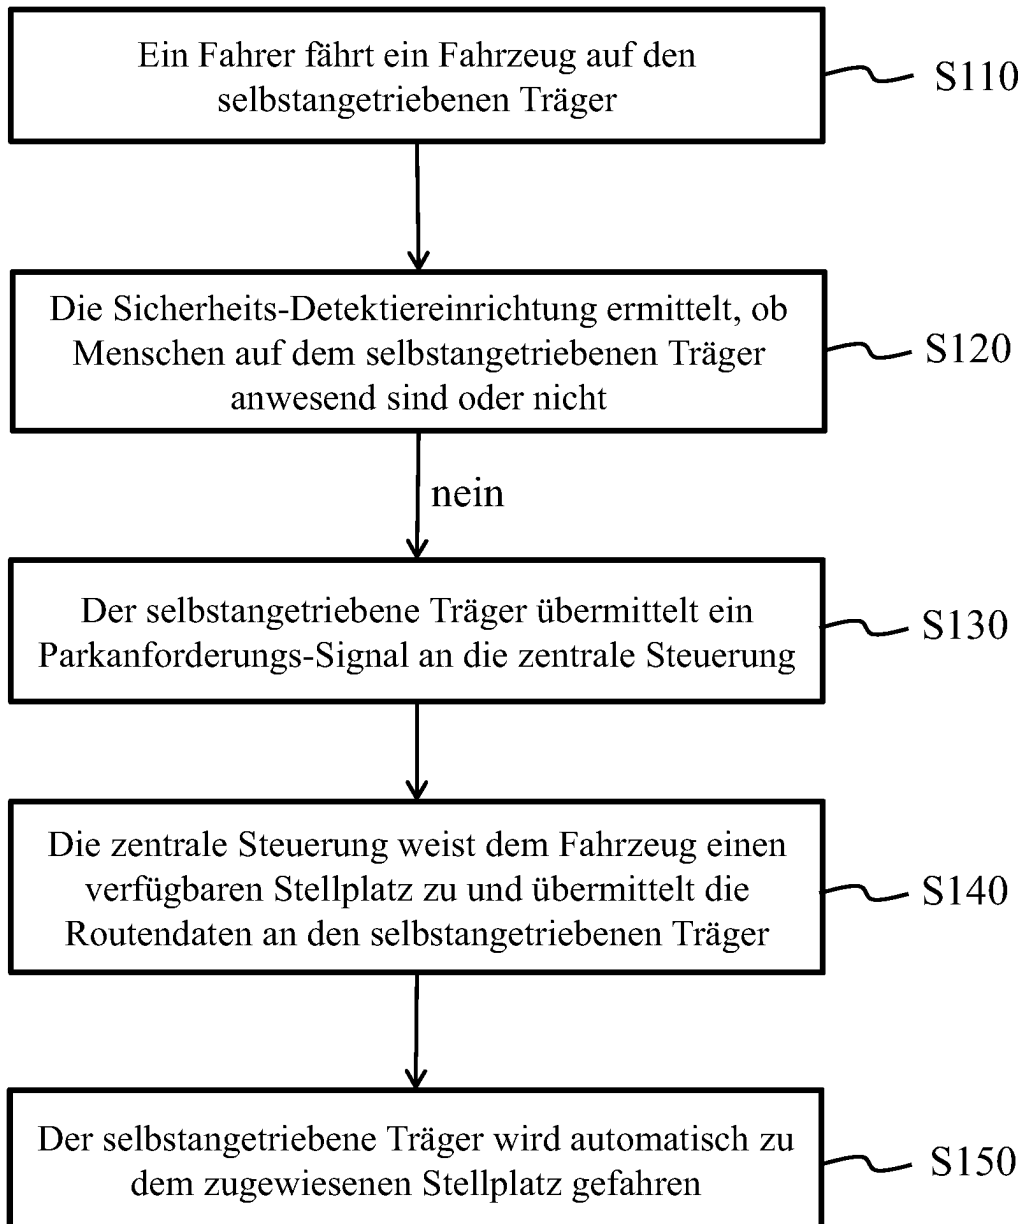 Ein Fahrer fährt ein Fahrzeug auf den
selbstangetriebenen Träger
S110
Die Sicherheits-Detektiereinrichtung ermittelt, ob
Menschen auf dem selbstangetriebenen Träger
anwesend sind oder nicht
S120
nein
Der selbstangetriebene Träger übermittelt ein
Parkanforderungs-Signal an die zentrale Steuerung
S130
Die zentrale Steuerung weist dem Fahrzeug einen
verfügbaren Stellplatz zu und übermittelt die
Routendaten an den selbstangetriebenen Träger
S140
Der selbstangetriebene Träger wird automatisch zu
dem zugewiesenen Stellplatz gefahren
S150